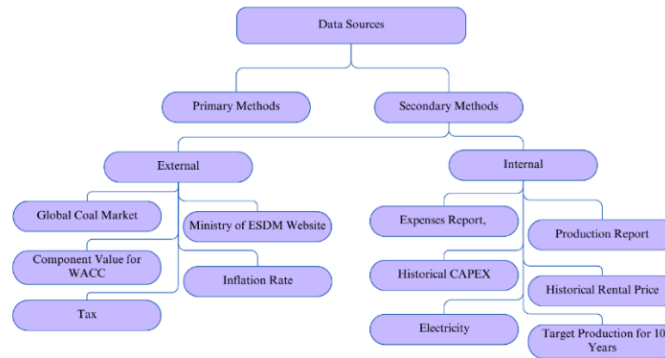 Data Sources
Primary Methods
Secondary Methods
External
Internal
Global Coal Market
Ministry of ESDM Website
Expenses Report,
Production Report
Component Value for
WACC
Inflation Rate
Historical CAPEX
Historical Rental Price
Tax
Electricity
Target Production for 10
Years